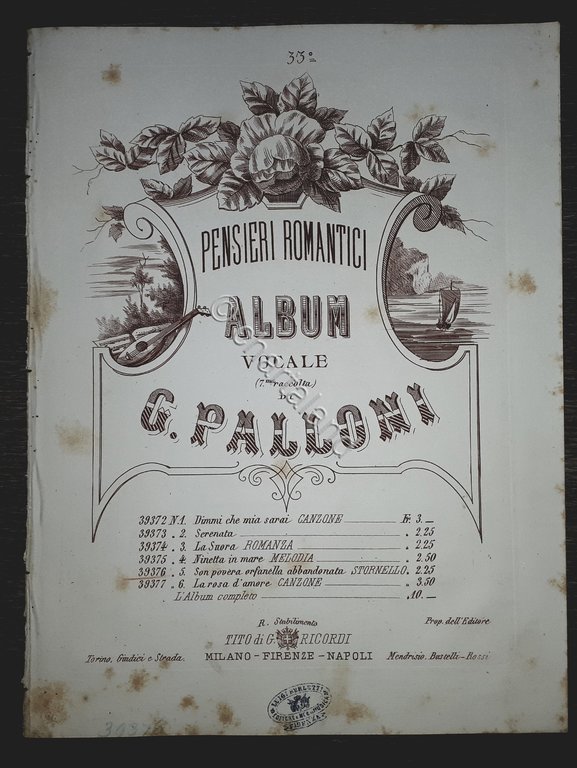 33º
PENSIERI ROMANTICI
ALBUM
VOCALE
(7.ma raccolta)
DI
G. PALLONI
39372 N.1. Dimmi che mia sarai CANZONE Fr. 3. —
39373 . 2. Serenata . 2.25
39374 . 3. La Suora ROMANZA . 2.25
39375 . 4. Ninetta in mare MELODIA . 2.50
39376 . 5. Son povera orfanella abbandonata STORNELLO . 2.25
39377 . 6. La rosa d'amore CANZONE . 3.50
L'Album completo . 10. —
R. Stabilimento
Prop. dell'Editore
TITO di G. RICORDI
Torino, Giudici e Strada.
MILANO - FIRENZE - NAPOLI
Mendrisio, Bustelli-Rossi